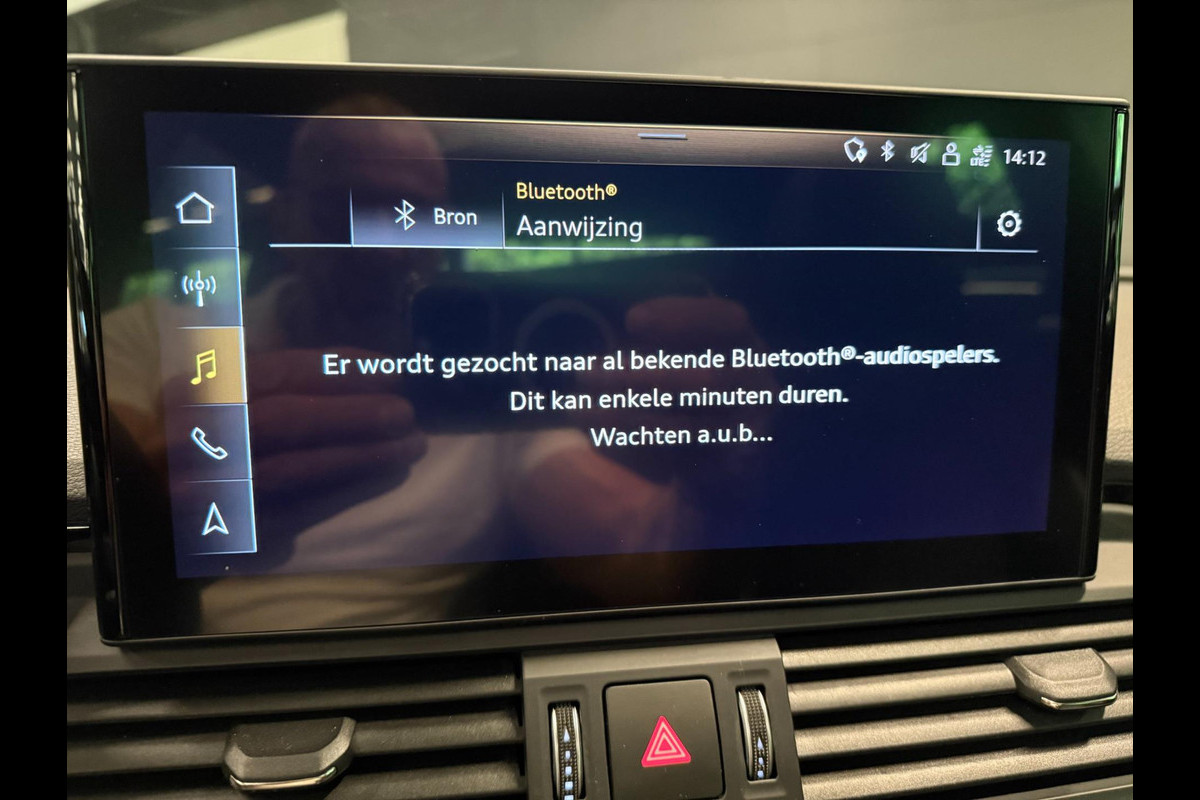 14:12
Bron
Bluetooth®
Aanwijzing
Er wordt gezocht naar al bekende Bluetooth®-audiospelers.
Dit kan enkele minuten duren.
Wachten a.u.b...